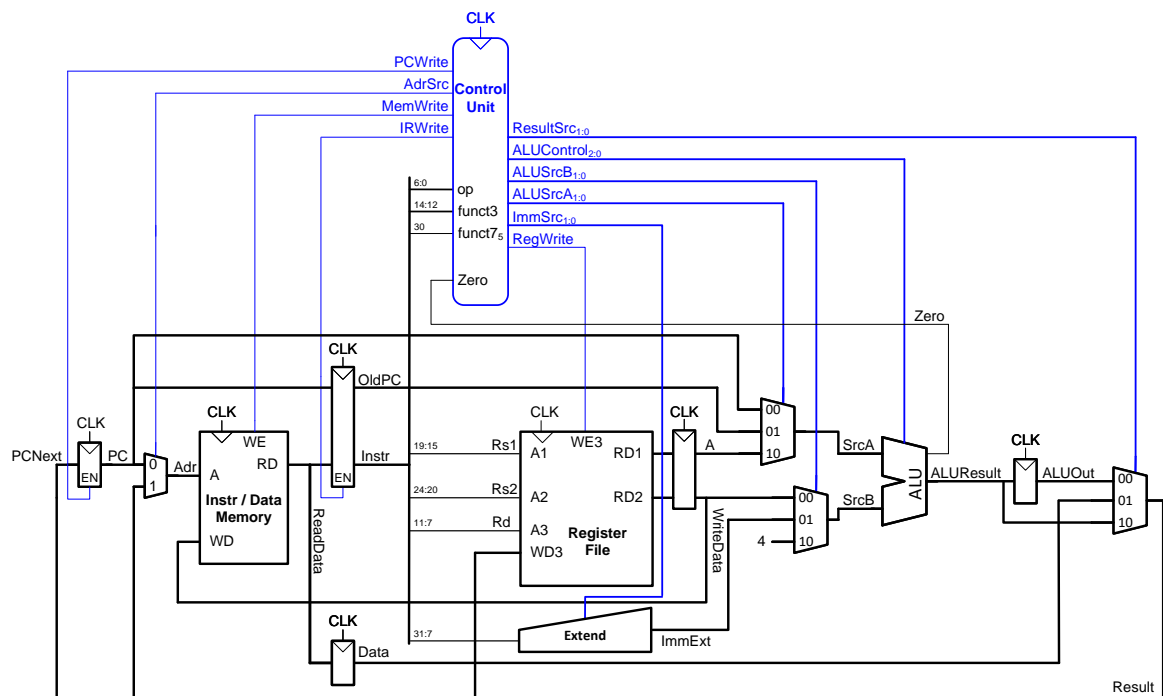 CLK
PCWrite
AdrSrc
MemWrite
IRWrite
Control
Unit
ResultSrc1:0
ALUControl2:0
ALUSrcB1:0
ALUSrcA1:0
ImmSrc1:0
RegWrite
6:0
op
14:12
funct3
30
funct75
Zero
Zero
CLK
OldPC
CLK
PCNext
PC
EN
0
1
Adr
CLK
WE
A
RD
Instr / Data
Memory
WD
ReadData
EN
Instr
19:15
Rs1
24:20
Rs2
11:7
Rd
CLK
WE3
A1
RD1
A2
RD2
A3
WD3
Register
File
CLK
A
WriteData
00
01
10
SrcA
00
01
4
10
SrcB
ALU
ALUResult
CLK
ALUOut
00
01
10
31:7
Extend
ImmExt
CLK
Data
Result